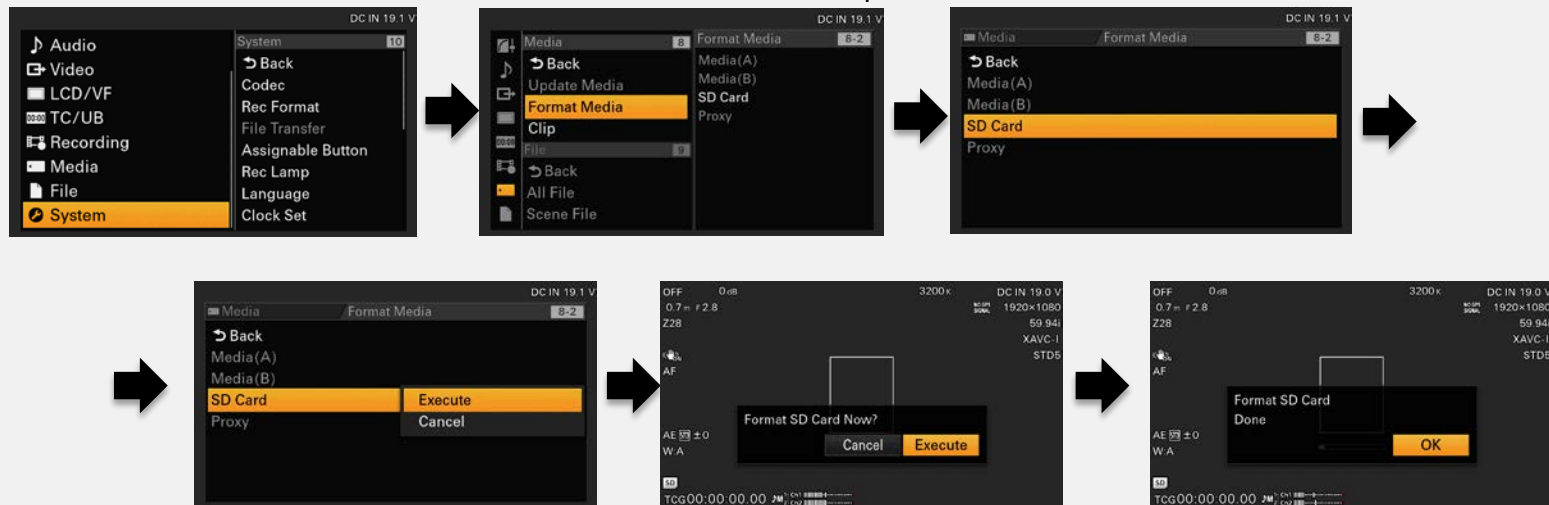 DC IN 19.1 V
Audio
Video
LCD/VF
00:00 TC/UB
Recording
Media
File
System
System 10
Back
Codec
Rec Format
File Transfer
Assignable Button
Rec Lamp
Language
Clock Set
DC IN 19.1 V
Media 8
Back
Update Media
Format Media
Clip
File 9
Back
All File
Scene File
Format Media 8-2
Media(A)
Media(B)
SD Card
Proxy
DC IN 19.1 V
Media Format Media 8-2
Back
Media(A)
Media(B)
SD Card
Proxy
DC IN 19.1 V
Media Format Media 8-2
Back
Media(A)
Media(B)
SD Card Execute
Proxy Cancel
OFF 0dB 3200K DC IN 19.0 V
0.7m F2.8 1920×1080
Z28 59.94i
XAVC-I
STD5
AF
Format SD Card Now?
Cancel Execute
AE ±0
W:A
SD
TCG00:00:00.00
OFF 0dB 3200K DC IN 19.0 V
0.7m F2.8 1920×1080
Z28 59.94i
XAVC-I
STD5
AF
Format SD Card
Done
OK
AE ±0
W:A
SD
TCG00:00:00.00